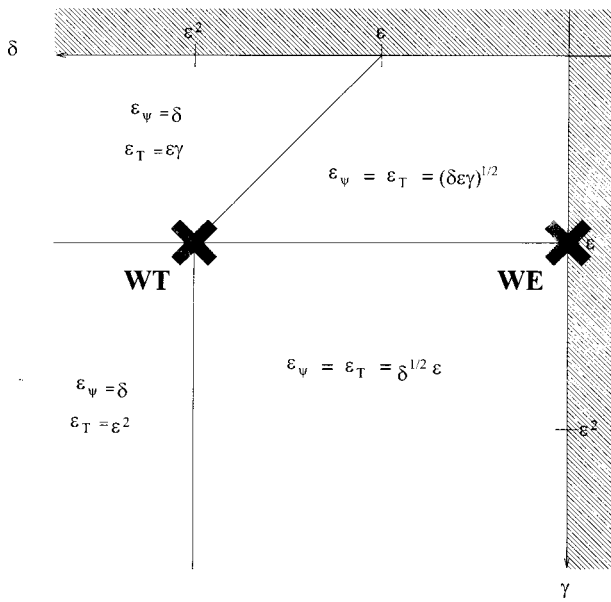 δ ε² ε
ε_ψ = δ
ε_T = εγ
ε_ψ = ε_T = (δεγ)^{1/2}
ε
WT WE
ε_ψ = ε_T = δ^{1/2} ε
ε_ψ = δ
ε_T = ε²
ε²
γ